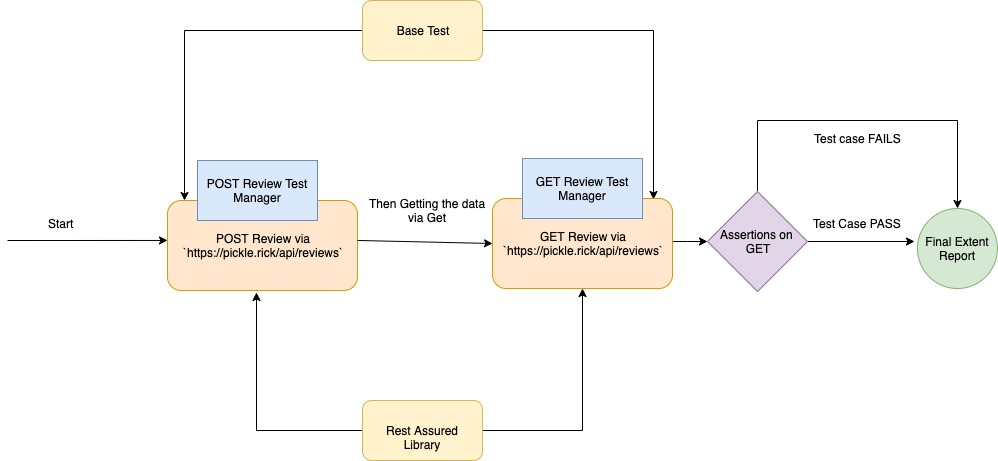 Base Test
Test case FAILS
POST Review Test
Manager
GET Review Test
Manager
Then Getting the data
via Get
Start
POST Review via
`https://pickle.rick/api/reviews`
GET Review via
`https://pickle.rick/api/reviews`
Assertions on
GET
Test Case PASS
Final Extent
Report
Rest Assured
Library